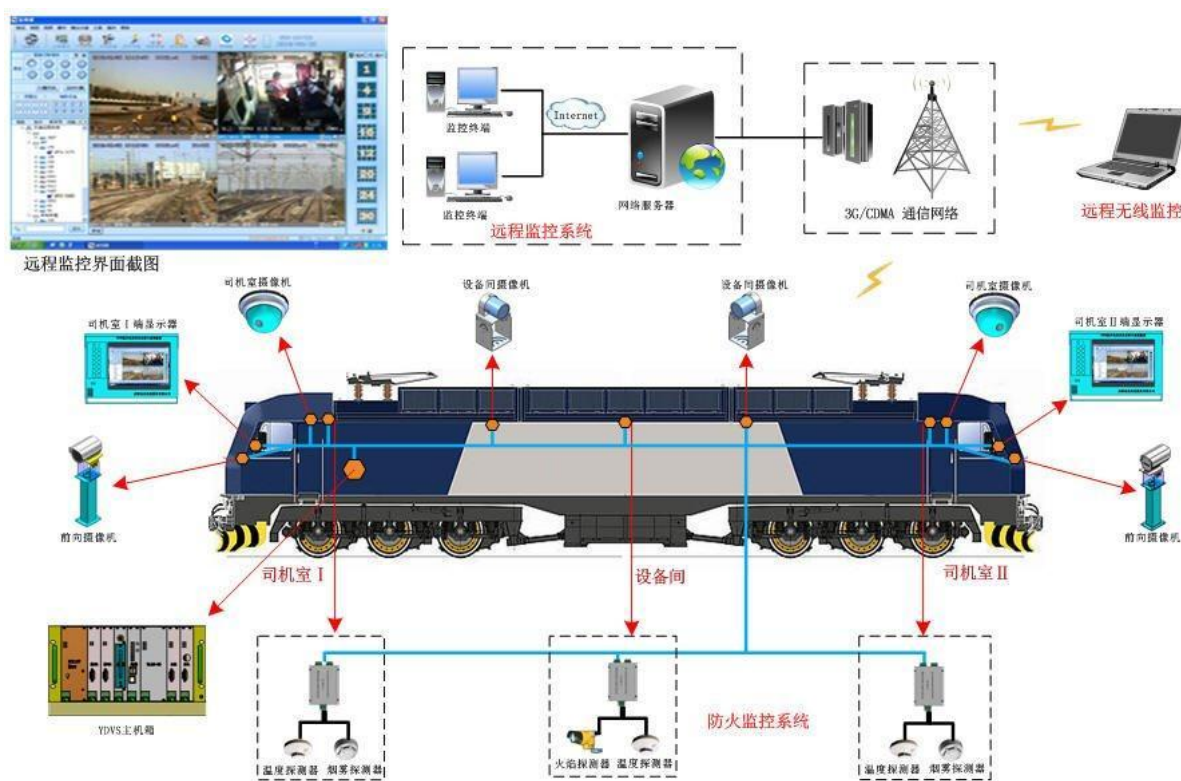 监控终端
Internet
监控终端
网络服务器
远程监控系统
3G/CDMA 通信网络
远程无线监控
1
4
9
16
20
24
30
远程监控界面截图
司机室摄像机
设备间摄像机
设备间摄像机
司机室摄像机
司机室Ⅰ端显示器
司机室Ⅱ端显示器
前向摄像机
前向摄像机
司机室Ⅰ
设备间
司机室Ⅱ
YDVS主机箱
防火监控系统
温度探测器
烟雾探测器
火焰探测器
温度探测器
温度探测器
烟雾探测器